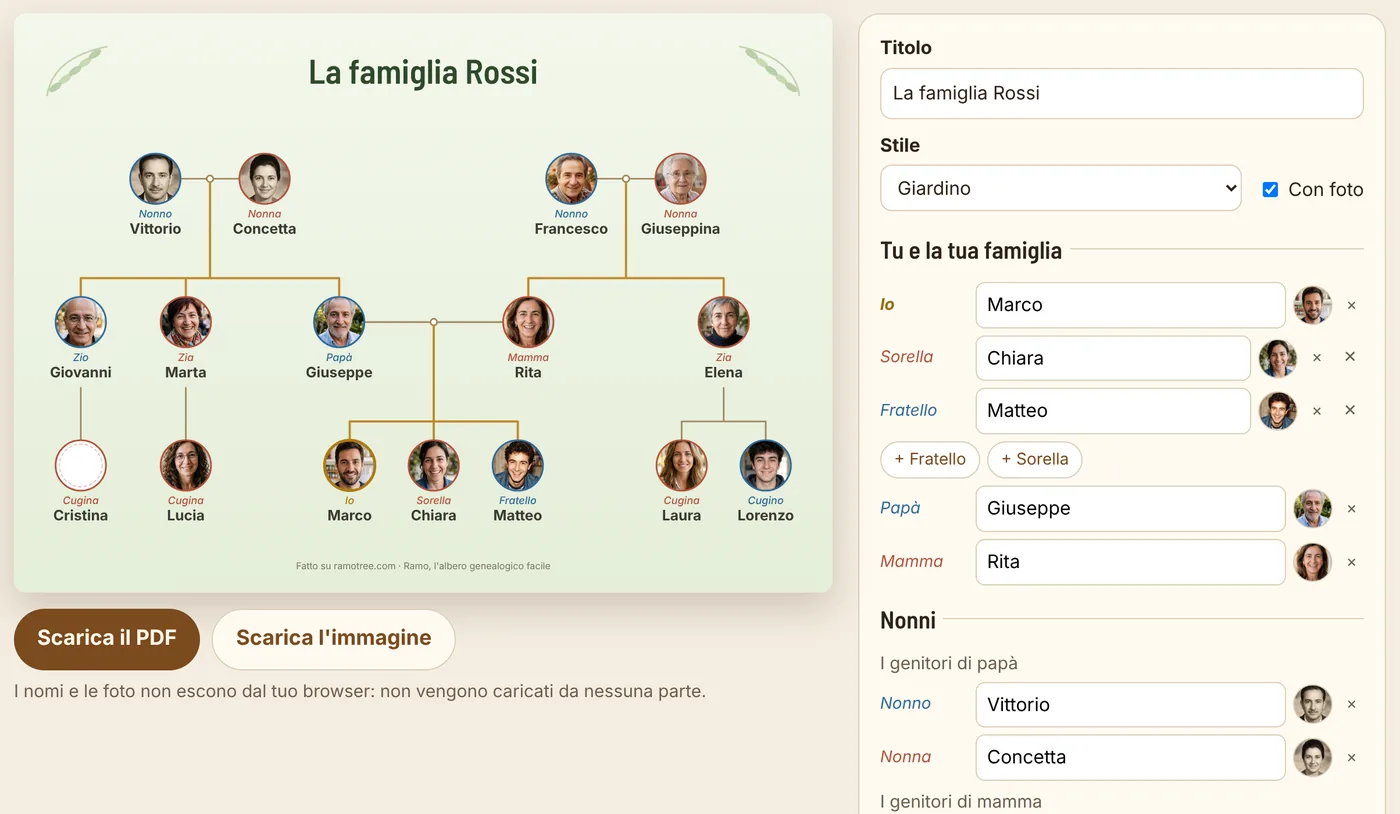 La famiglia Rossi
Nonno
Vittorio
Nonna
Concetta
Nonno
Francesco
Nonna
Giuseppina
Zio
Giovanni
Zia
Marta
Papà
Giuseppe
Mamma
Rita
Zia
Elena
Cugina
Cristina
Cugina
Lucia
Io
Marco
Sorella
Chiara
Fratello
Matteo
Cugina
Laura
Cugino
Lorenzo
Fatto su ramotree.com · Ramo, l'albero genealogico facile
Scarica il PDF
Scarica l'immagine
I nomi e le foto non escono dal tuo browser: non vengono caricati da nessuna parte.
Titolo
La famiglia Rossi
Stile
Giardino
Con foto
Tu e la tua famiglia
Io Marco ×
Sorella Chiara × ×
Fratello Matteo × ×
+ Fratello + Sorella
Papà Giuseppe ×
Mamma Rita ×
Nonni
I genitori di papà
Nonno Vittorio ×
Nonna Concetta ×
I genitori di mamma